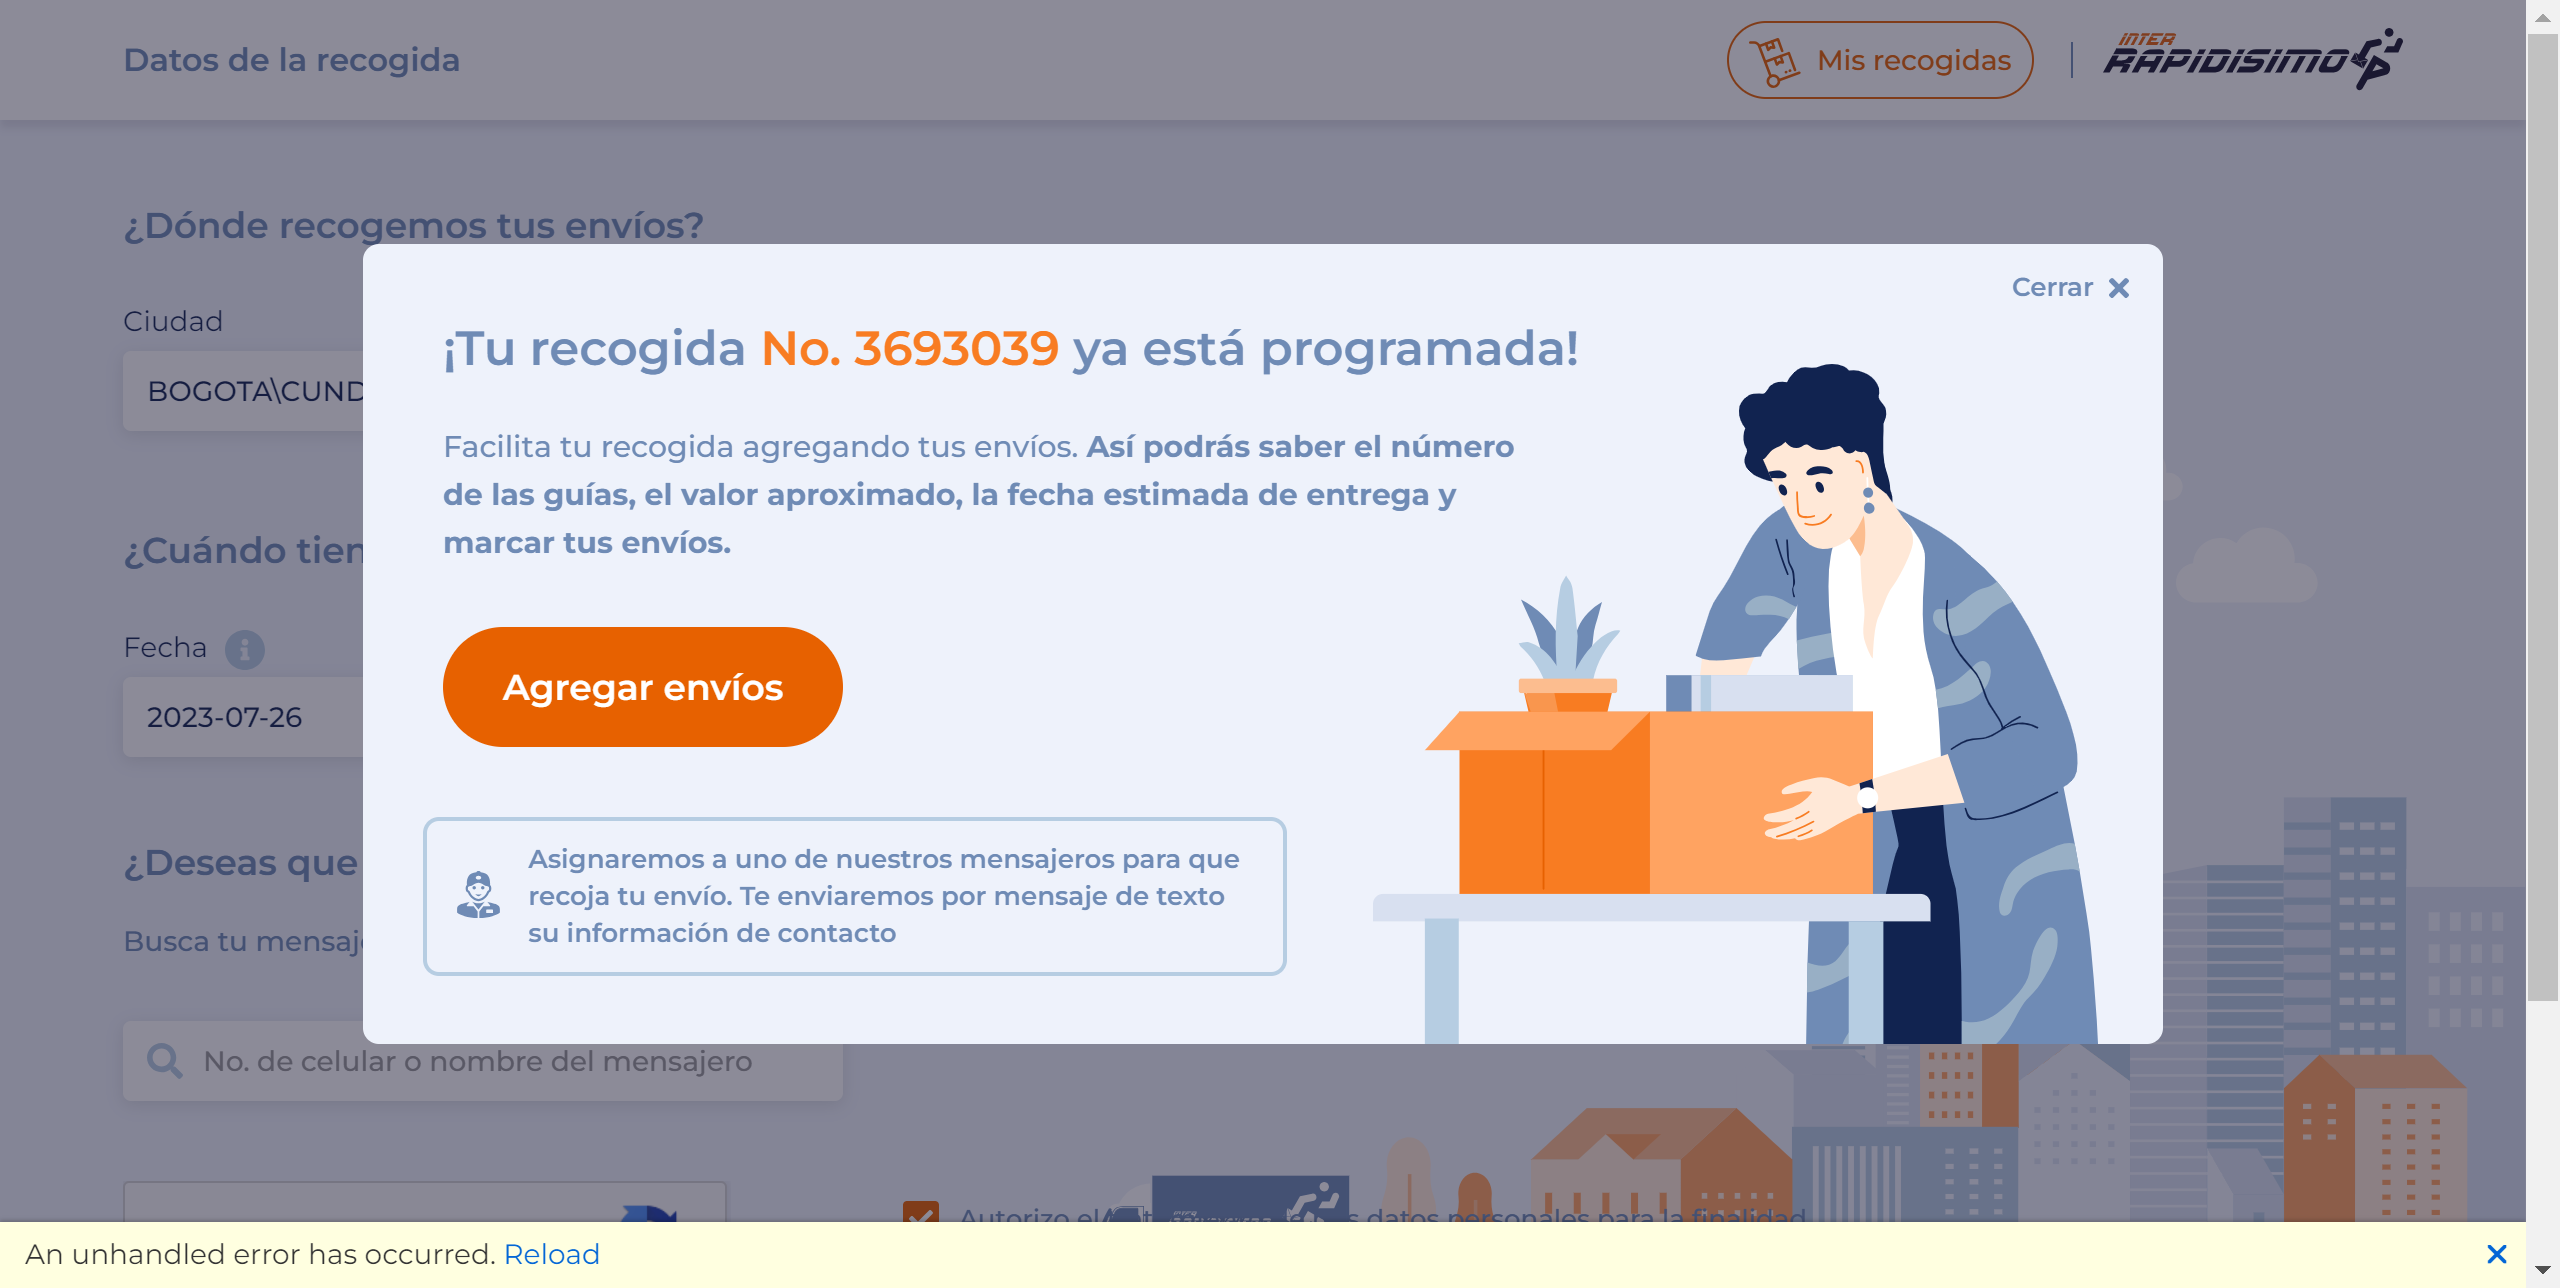 Datos de la recogida
Mis recogidas
INTER
RAPIDISIMO
¿Dónde recogemos tus envíos?
Cerrar
¡Tu recogida No. 3693039 ya está programada!
Ciudad
BOGOTA\CUND
Facilita tu recogida agregando tus envíos. Así podrás saber el número
de las guías, el valor aproximado, la fecha estimada de entrega y
marcar tus envíos.
¿Cuándo tien
Fecha
2023-07-26
Agregar envíos
¿Deseas que
Asignaremos a uno de nuestros mensajeros para que
recoja tu envío. Te enviaremos por mensaje de texto
su información de contacto
Busca tu mensaj
No. de celular o nombre del mensajero
Autorizo el datos personales para la finalidad
An unhandled error has occurred. Reload